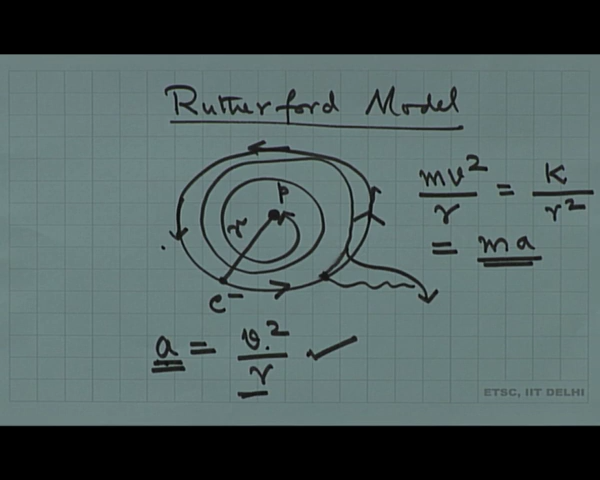 Rutherford Model
p
r
e⁻
mv²/r = K/r²
= ma
a = v²/r ✓
ETSC, IIT DELHI